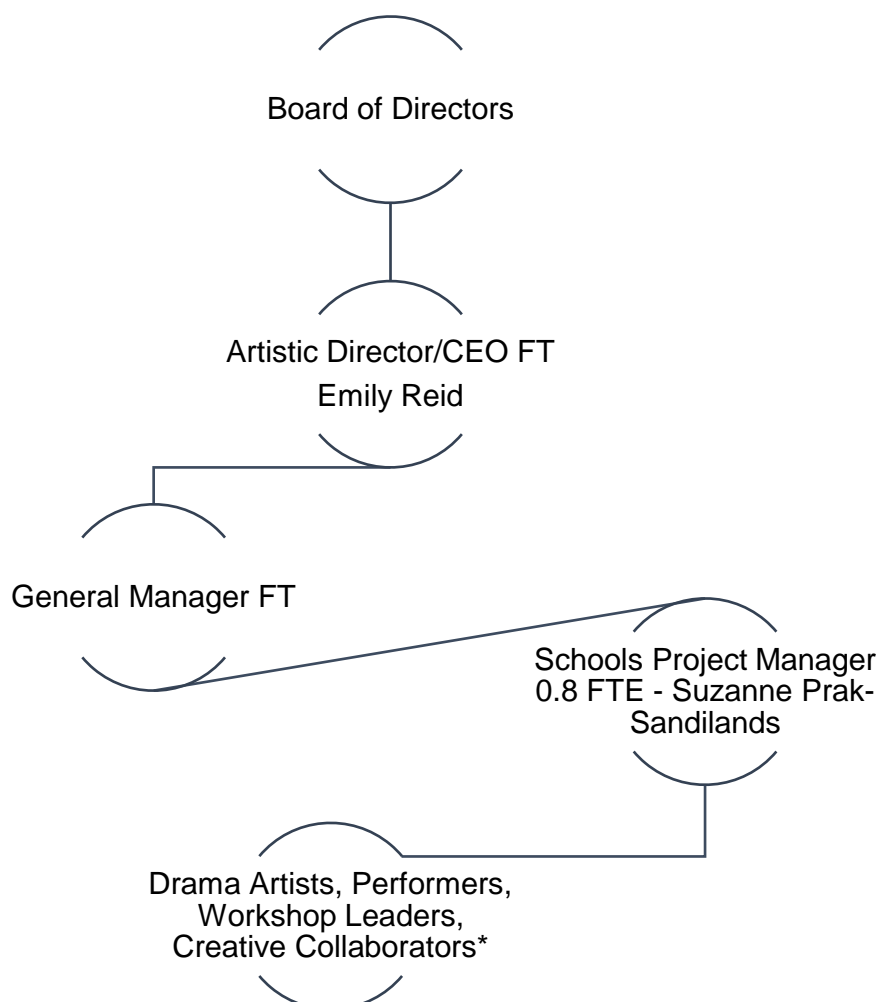 Board of Directors
Artistic Director/CEO FT
Emily Reid
General Manager FT
Schools Project Manager
0.8 FTE - Suzanne Prak-
Sandilands
Drama Artists, Performers,
Workshop Leaders,
Creative Collaborators*